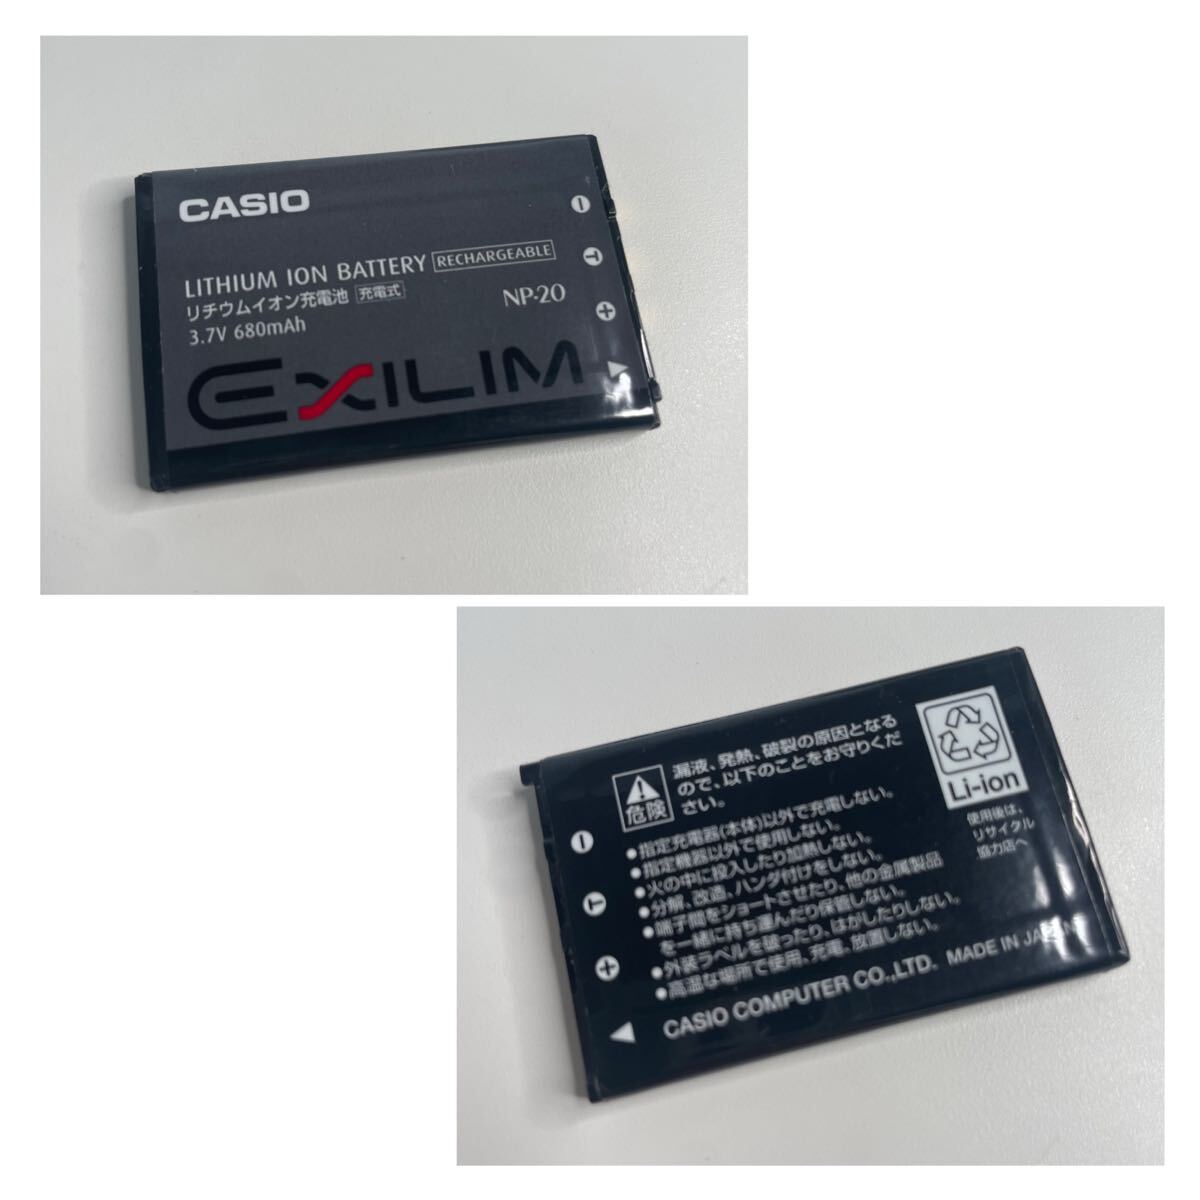 CASIO
LITHIUM ION BATTERY RECHARGEABLE
リチウムイオン充電池 充電式
NP-20
3.7V 680mAh
EXILIM
T
危険
漏液、発熱、破裂の原因となる
ので、以下のことをお守りくだ
さい。
●指定充電器(本体)以外で充電しない。
●指定機器以外で使用しない。
●火の中に投入したり加熱しない。
●分解、改造、ハンダ付けをしない。
●端子間をショートさせたり、他の金属製品
を一緒に持ち運んだり保管しない。
●外装ラベルを破ったり、はがしたりしない。
●高温な場所で使用、充電、放置しない。
Li-ion
使用後は、
リサイクル
協力店へ
T
CASIO COMPUTER CO.,LTD. MADE IN JAPAN